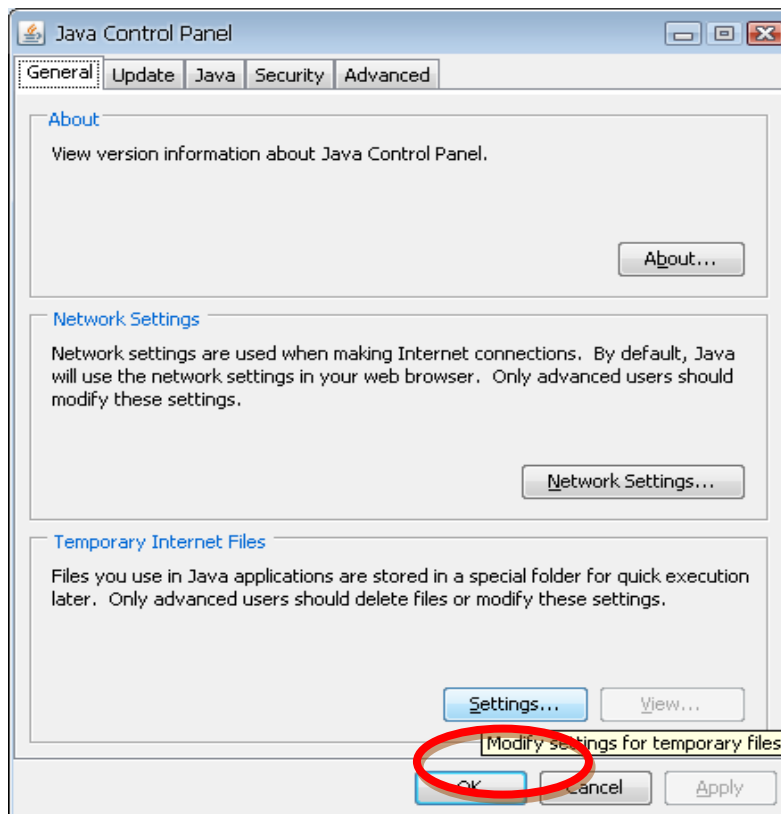 Java Control Panel
General Update Java Security Advanced
About
View version information about Java Control Panel.
About...
Network Settings
Network settings are used when making Internet connections. By default, Java
will use the network settings in your web browser. Only advanced users should
modify these settings.
Network Settings...
Temporary Internet Files
Files you use in Java applications are stored in a special folder for quick execution
later. Only advanced users should delete files or modify these settings.
Settings... View...
Modify settings for temporary files
OK Cancel Apply